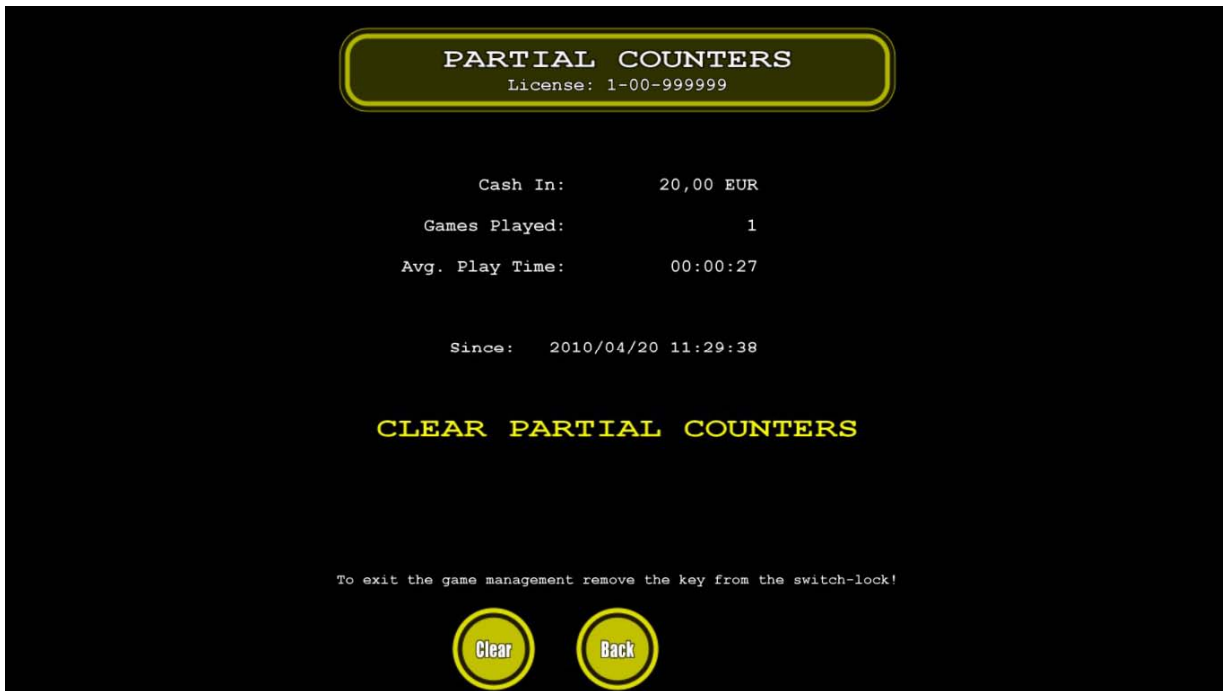 PARTIAL COUNTERS
License: 1-00-999999
Cash In: 20,00 EUR
Games Played: 1
Avg. Play Time: 00:00:27
Since: 2010/04/20 11:29:38
CLEAR PARTIAL COUNTERS
To exit the game management remove the key from the switch-lock!
Clear Back